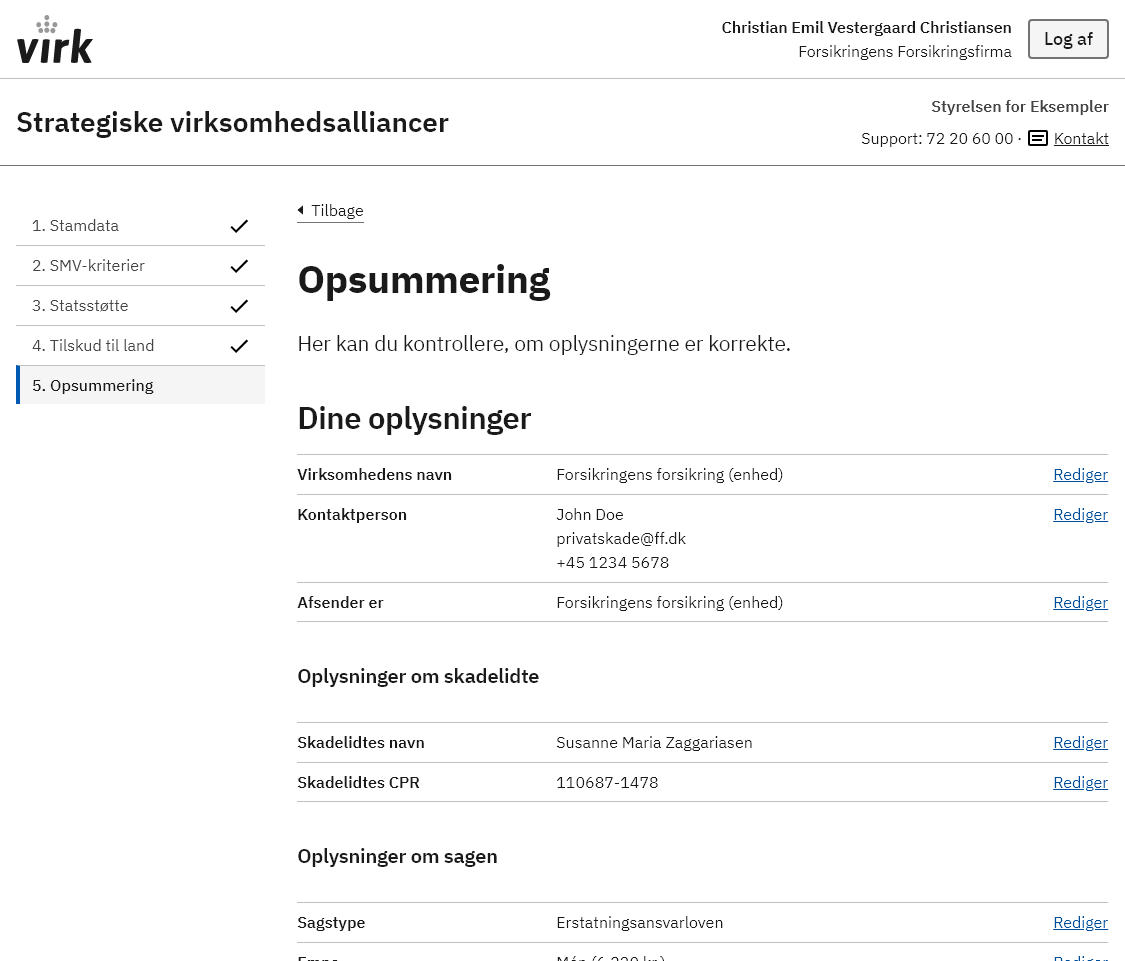 virk
Christian Emil Vestergaard Christiansen
Forsikringens Forsikringsfirma
Log af
Strategiske virksomhedsalliancer
Styrelsen for Eksempler
Support: 72 20 60 00 · Kontakt
1. Stamdata
2. SMV-kriterier
3. Statsstøtte
4. Tilskud til land
5. Opsummering
Tilbage
Opsummering
Her kan du kontrollere, om oplysningerne er korrekte.
Dine oplysninger
Virksomhedens navn Forsikringens forsikring (enhed) Rediger
Kontaktperson John Doe Rediger
privatskade@ff.dk
+45 1234 5678
Afsender er Forsikringens forsikring (enhed) Rediger
Oplysninger om skadelidte
Skadelidtes navn Susanne Maria Zaggariasen Rediger
Skadelidtes CPR 110687-1478 Rediger
Oplysninger om sagen
Sagstype Erstatningsansvarloven Rediger